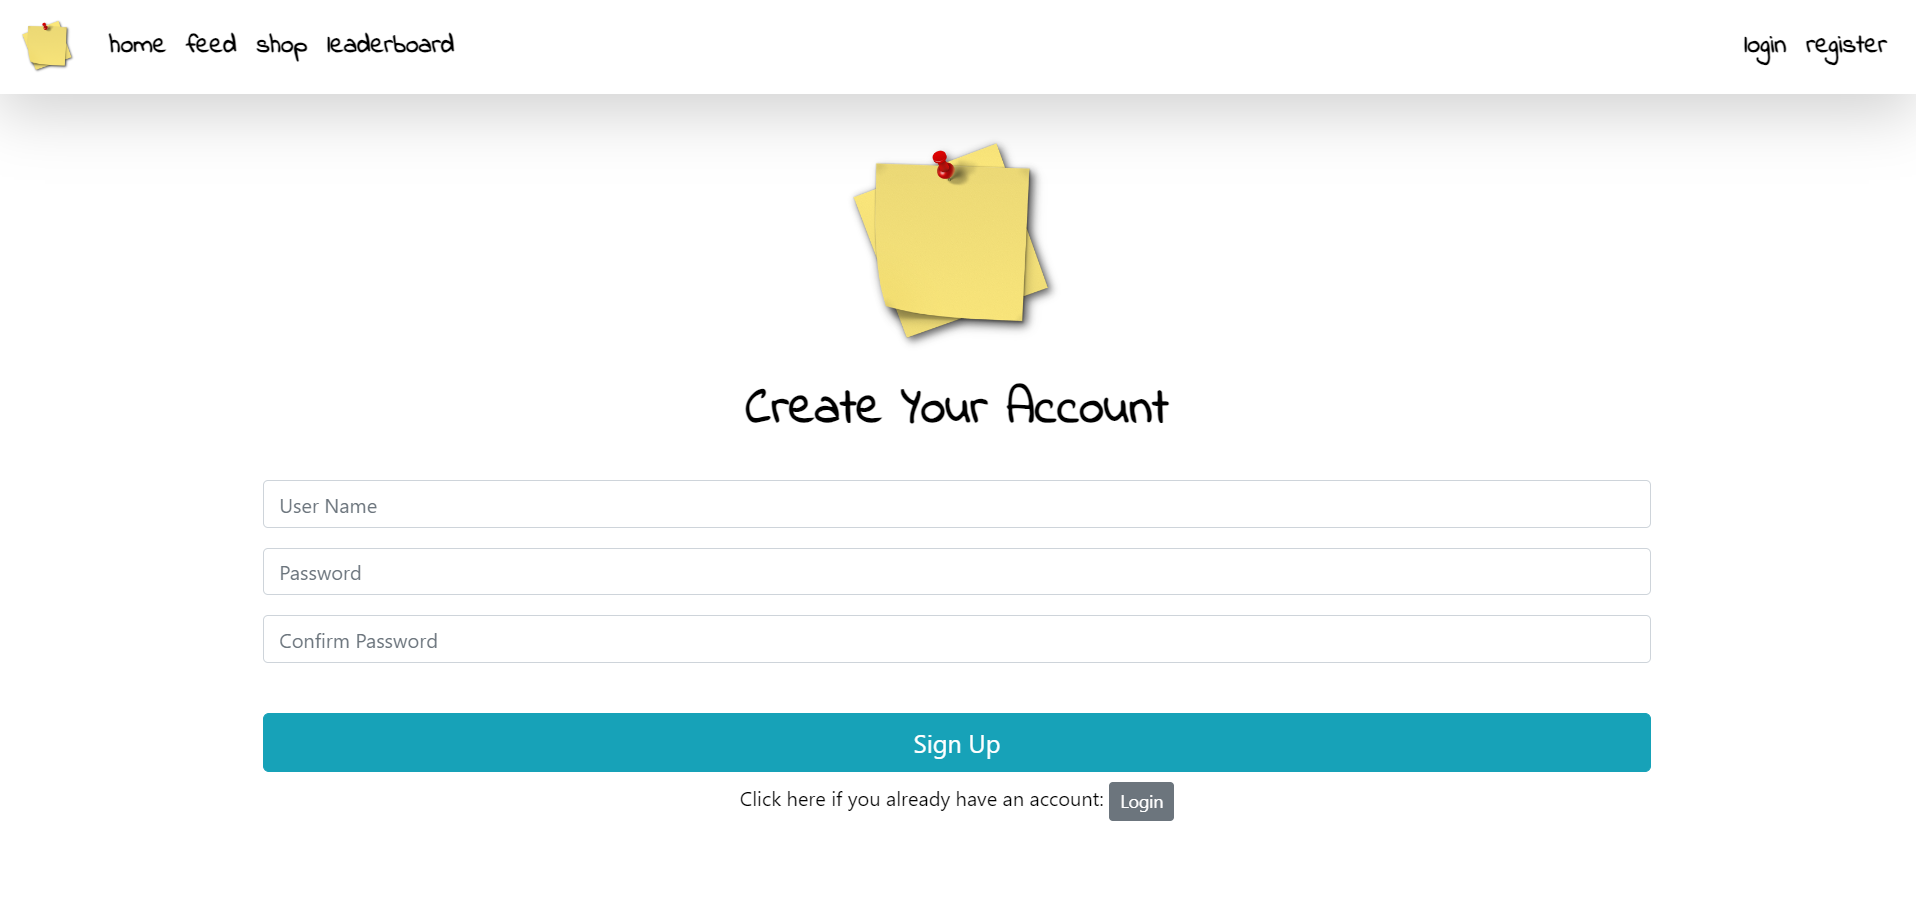 home feed shop leaderboard login register
Create Your Account
User Name
Password
Confirm Password
Sign Up
Click here if you already have an account: Login